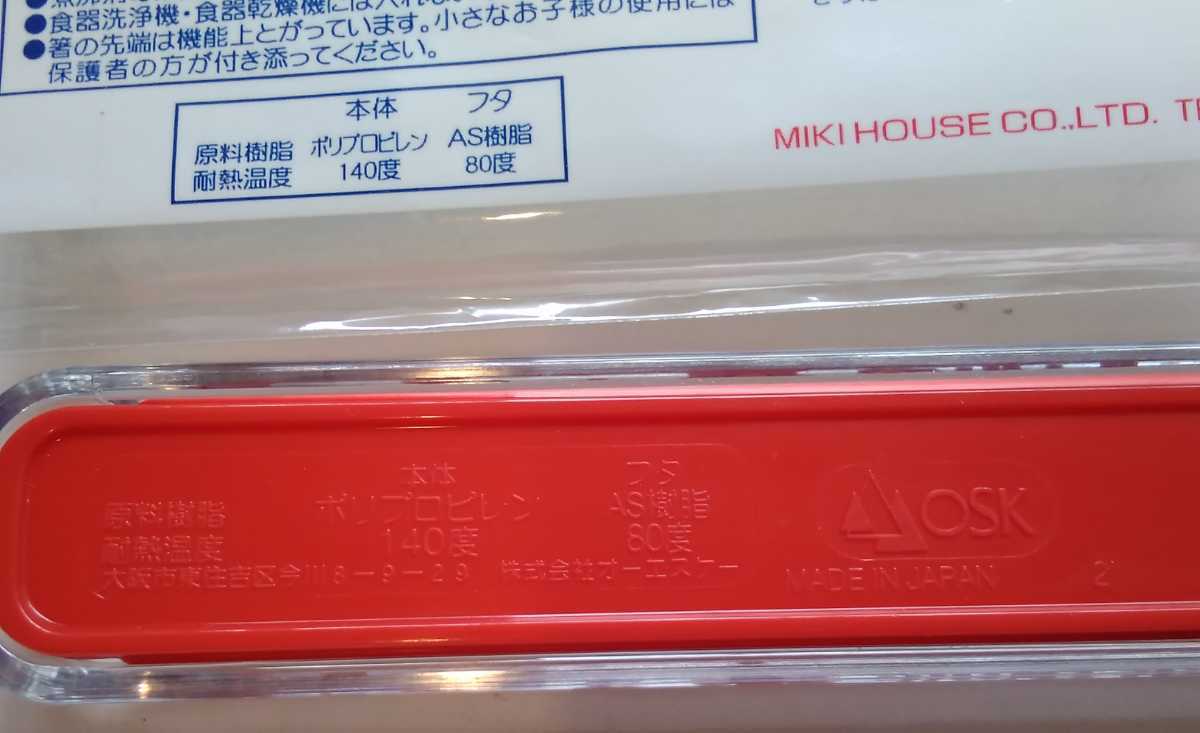 ●食器洗浄機・食器乾燥機には入れ
●箸の先端は機能上とがっています。小さなお子様の使用には
保護者の方が付き添ってください。
本体 フタ
原料樹脂 ポリプロピレン AS樹脂
耐熱温度 140度 80度
MIKI HOUSE CO.,LTD. TE
本体 フタ
原料樹脂 ポリプロピレン AS樹脂
耐熱温度 140度 80度
大阪市東住吉区今川8-9-29 株式会社オーエスケー
OSK
MADE IN JAPAN 2